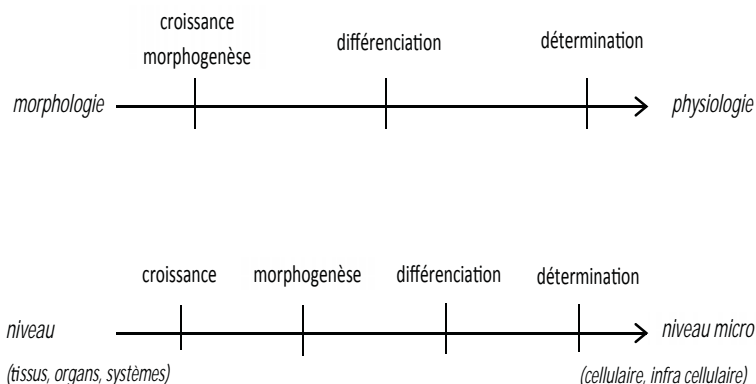 croissance
morphogenèse
différenciation
détermination
morphologie
physiologie
croissance
morphogenèse
différenciation
détermination
niveau
niveau micro
(tissus, organs, systèmes)
(cellulaire, infra cellulaire)